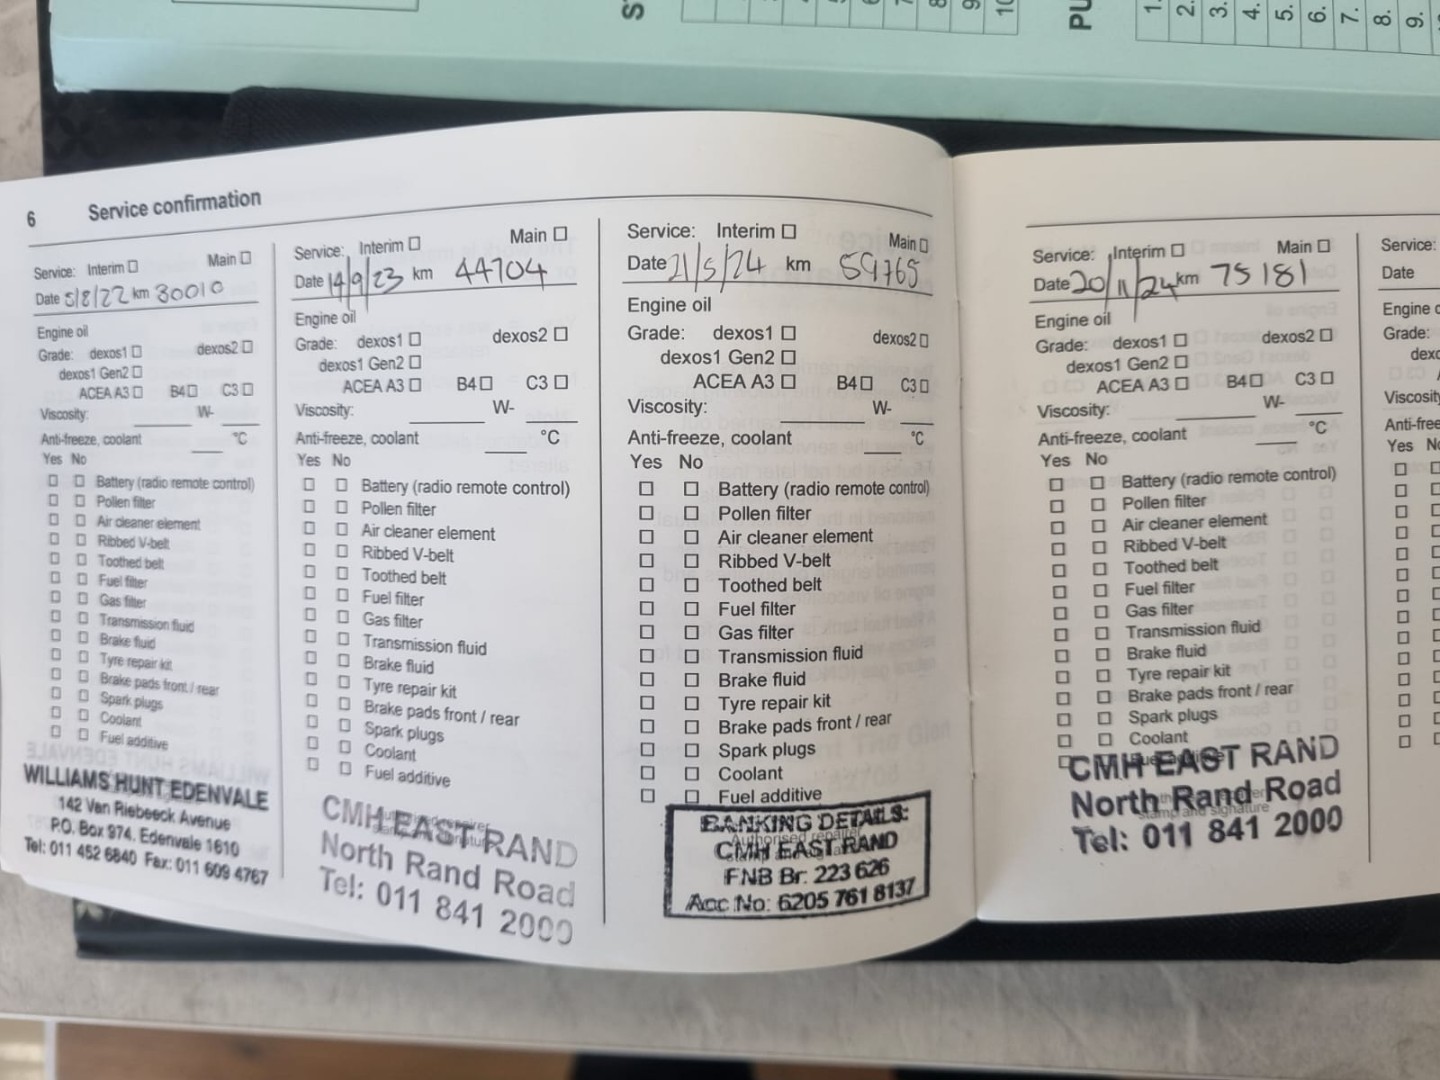 6 Service confirmation
Service: Interim ☐ Main ☐
Date 5/8/22 km 30010
Engine oil
Grade: dexos1 ☐ dexos2 ☐
dexos1 Gen2 ☐
ACEA A3 ☐ B4 ☐ C3 ☐
Viscosity: W-
Anti-freeze, coolant °C
Yes No
☐ ☐ Battery (radio remote control)
☐ ☐ Pollen filter
☐ ☐ Air cleaner element
☐ ☐ Ribbed V-belt
☐ ☐ Toothed belt
☐ ☐ Fuel filter
☐ ☐ Gas filter
☐ ☐ Transmission fluid
☐ ☐ Brake fluid
☐ ☐ Tyre repair kit
☐ ☐ Brake pads front / rear
☐ ☐ Spark plugs
☐ ☐ Coolant
☐ ☐ Fuel additive
WILLIAMS HUNT EDENVALE
142 Van Riebeeck Avenue
P.O. Box 974, Edenvale 1610
Tel: 011 452 6840 Fax: 011 609 4767
Service: Interim ☐ Main ☐
Date 14/9/23 km 44704
Engine oil
Grade: dexos1 ☐ dexos2 ☐
dexos1 Gen2 ☐
ACEA A3 ☐ B4 ☐ C3 ☐
Viscosity: W-
Anti-freeze, coolant °C
Yes No
☐ ☐ Battery (radio remote control)
☐ ☐ Pollen filter
☐ ☐ Air cleaner element
☐ ☐ Ribbed V-belt
☐ ☐ Toothed belt
☐ ☐ Fuel filter
☐ ☐ Gas filter
☐ ☐ Transmission fluid
☐ ☐ Brake fluid
☐ ☐ Tyre repair kit
☐ ☐ Brake pads front / rear
☐ ☐ Spark plugs
☐ ☐ Coolant
☐ ☐ Fuel additive
CMH EAST RAND
North Rand Road
Tel: 011 841 2000
Service: Interim ☐ Main ☐
Date 21/5/24 km 59765
Engine oil
Grade: dexos1 ☐ dexos2 ☐
dexos1 Gen2 ☐
ACEA A3 ☐ B4 ☐ C3 ☐
Viscosity: W-
Anti-freeze, coolant °C
Yes No
☐ ☐ Battery (radio remote control)
☐ ☐ Pollen filter
☐ ☐ Air cleaner element
☐ ☐ Ribbed V-belt
☐ ☐ Toothed belt
☐ ☐ Fuel filter
☐ ☐ Gas filter
☐ ☐ Transmission fluid
☐ ☐ Brake fluid
☐ ☐ Tyre repair kit
☐ ☐ Brake pads front / rear
☐ ☐ Spark plugs
☐ ☐ Coolant
☐ ☐ Fuel additive
BANKING DETAILS:
Authorised repairer
CMH EAST RAND
FNB Br: 223 626
Acc No: 6205 761 8137
Service: Interim ☐ Main ☐
Date 20/11/24 km 75181
Engine oil
Grade: dexos1 ☐ dexos2 ☐
dexos1 Gen2 ☐
ACEA A3 ☐ B4 ☐ C3 ☐
Viscosity: W-
Anti-freeze, coolant °C
Yes No
☐ ☐ Battery (radio remote control)
☐ ☐ Pollen filter
☐ ☐ Air cleaner element
☐ ☐ Ribbed V-belt
☐ ☐ Toothed belt
☐ ☐ Fuel filter
☐ ☐ Gas filter
☐ ☐ Transmission fluid
☐ ☐ Brake fluid
☐ ☐ Tyre repair kit
☐ ☐ Brake pads front / rear
☐ ☐ Spark plugs
☐ ☐ Coolant
CMH EAST RAND
North Rand Road
stamp and signature
Tel: 011 841 2000
Service:
Date
Engine
Grade:
Viscosity
Yes
1.
2.
3.
4.
5.
6.
7.
8.
9.